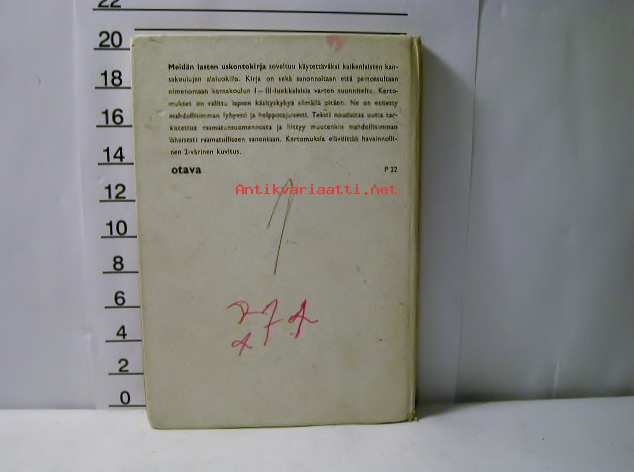 22
20
18
16
14
12
10
8
6
4
2
0
Meidän lasten uskontokirja soveltuu käytettäväksi kaikenlaisten kan-
sakoulujen alaluokilla. Kirja on sekä sanonnaltaan että painoasultaan
nimenomaan kansakoulun I—III-luokkalaisia varten suunniteltu. Kerto-
mukset on valittu lapsen käsityskykyä silmällä pitäen. Ne on esitetty
mahdollisimman lyhyesti ja helppotajuisesti. Teksti noudattaa uutta tar-
kistettua raamatunsuomennosta ja liittyy muutenkin mahdollisimman
läheisesti raamatulliseen sanontaan. Kertomuksia elävöittää havainnolli-
nen 2-värinen kuvitus.
otava P 22
Antikvariaatti.net